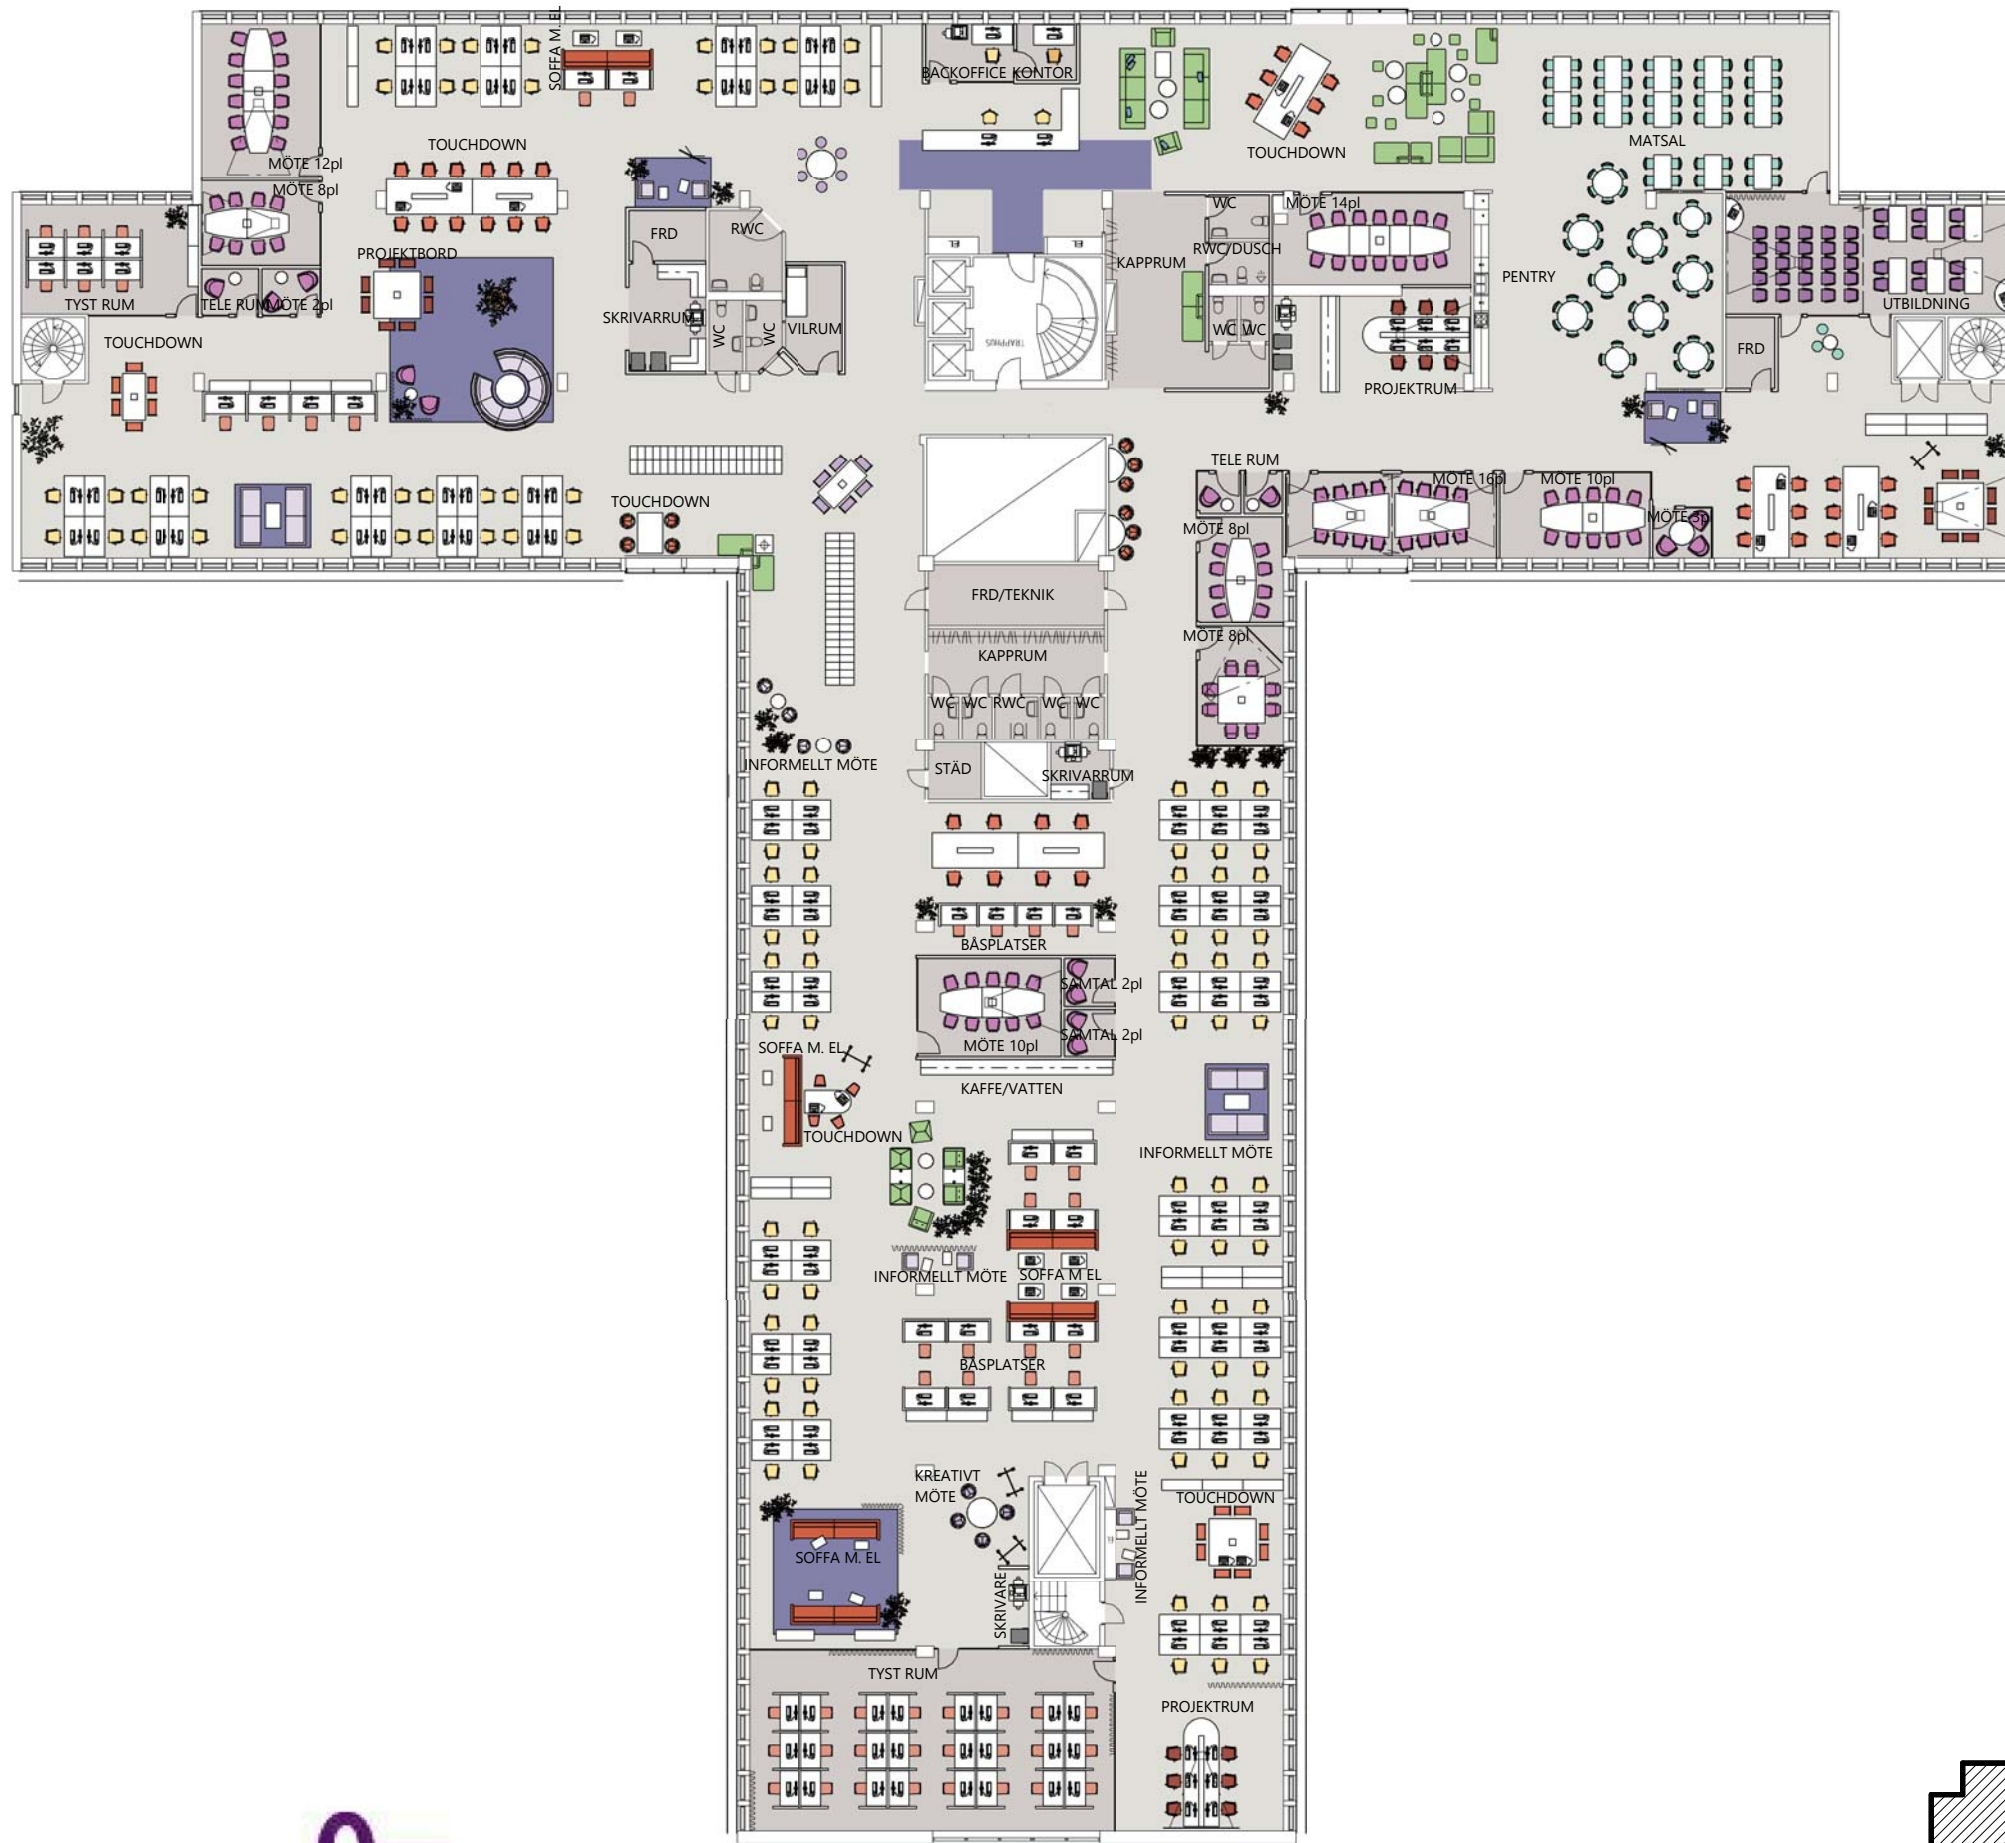 SOFFA M.EL
BACKOFFICE KONTOR
TOUCHDOWN
MÖTE 12pl
TOUCHDOWN
MATSAL
MÖTE 8pl
FRD
RWC
WC
MÖTE 14pl
EL
EL
RWC/DUSCH
PROJEKTBORD
KAPPRUM
PENTRY
TYST RUM
TELE RUM
MÖTE 2pl
SKRIVARRUM
WC
WC
VILRUM
TRAPPHUS
WC
WC
UTBILDNING
TOUCHDOWN
FRD
PROJEKTRUM
TELE RUM
MÖTE 16pl
MÖTE 10pl
TOUCHDOWN
MÖTE 8pl
MÖTE 3pl
FRD/TEKNIK
MÖTE 8pl
KAPPRUM
WC
WC
RWC
WC
WC
INFORMELLT MÖTE
STÄD
SKRIVARRUM
BÅSPLATSER
SAMTAL 2pl
SAMTAL 2pl
MÖTE 10pl
SOFFA M. EL
KAFFE/VATTEN
TOUCHDOWN
INFORMELLT MÖTE
INFORMELLT MÖTE
SOFFA M EL
BÅSPLATSER
KREATIVT
MÖTE
INFORMELLT MÖTE
TOUCHDOWN
EL
SOFFA M. EL
SKRIVARE
TYST RUM
PROJEKTRUM